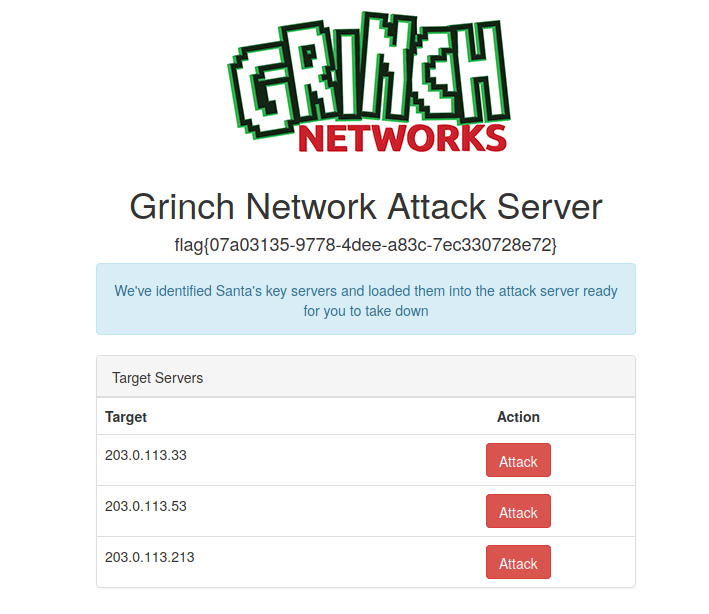 GRINCH
NETWORKS
Grinch Network Attack Server
flag{07a03135-9778-4dee-a83c-7ec330728e72}
We've identified Santa's key servers and loaded them into the attack server ready
for you to take down
Target Servers
Target Action
203.0.113.33 Attack
203.0.113.53 Attack
203.0.113.213 Attack